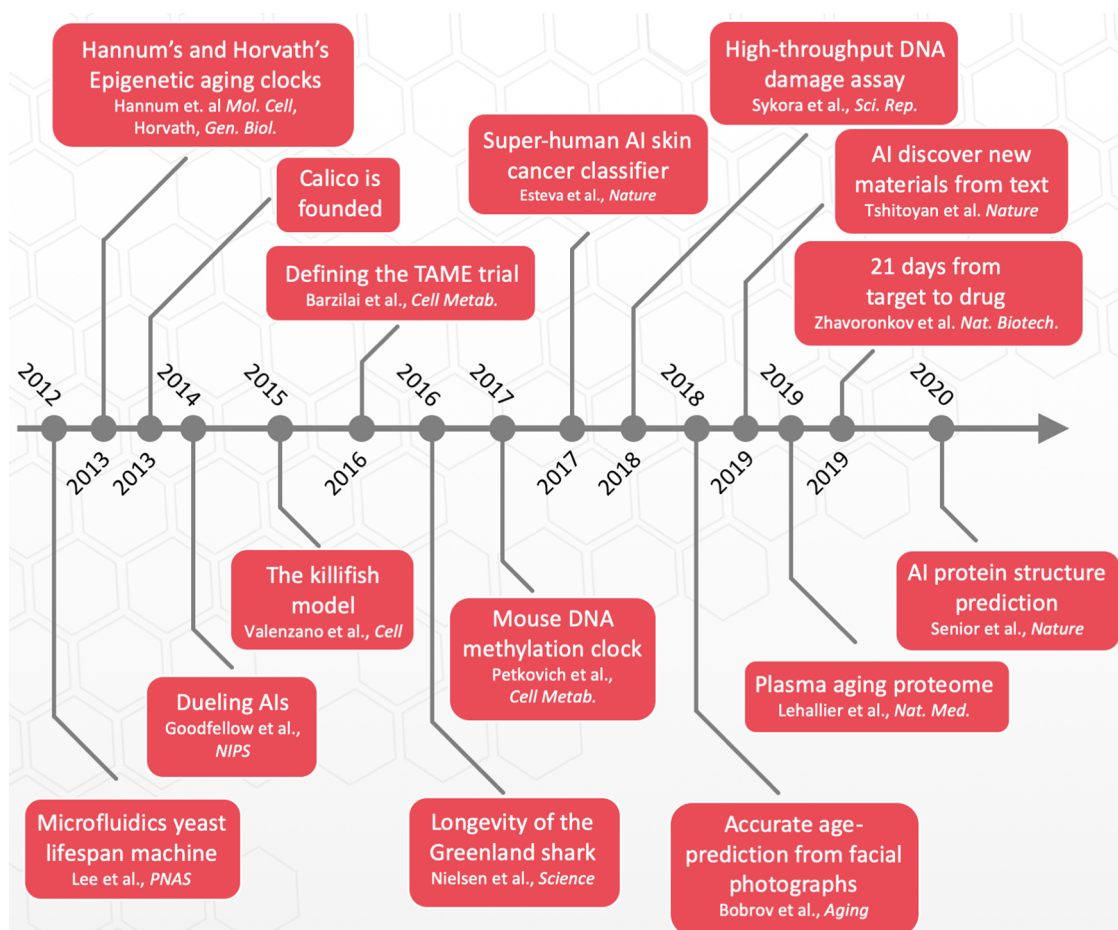 Hannum's and Horvath's
Epigenetic aging clocks
Hannum et. al Mol. Cell,
Horvath, Gen. Biol.
Calico is
founded
Defining the TAME trial
Barzilai et al., Cell Metab.
Super-human AI skin
cancer classifier
Esteva et al., Nature
High-throughput DNA
damage assay
Sykora et al., Sci. Rep.
AI discover new
materials from text
Tshitoyan et al. Nature
21 days from
target to drug
Zhavoronkov et al. Nat. Biotech.
2012
2013
2013
2014
2015
2016
2016
2017
2017
2018
2018
2019
2019
2019
2020
The killifish
model
Valenzano et al., Cell
Dueling AIs
Goodfellow et al.,
NIPS
Microfluidics yeast
lifespan machine
Lee et al., PNAS
Mouse DNA
methylation clock
Petkovich et al.,
Cell Metab.
Longevity of the
Greenland shark
Nielsen et al., Science
AI protein structure
prediction
Senior et al., Nature
Plasma aging proteome
Lehallier et al., Nat. Med.
Accurate age-
prediction from facial
photographs
Bobrov et al., Aging